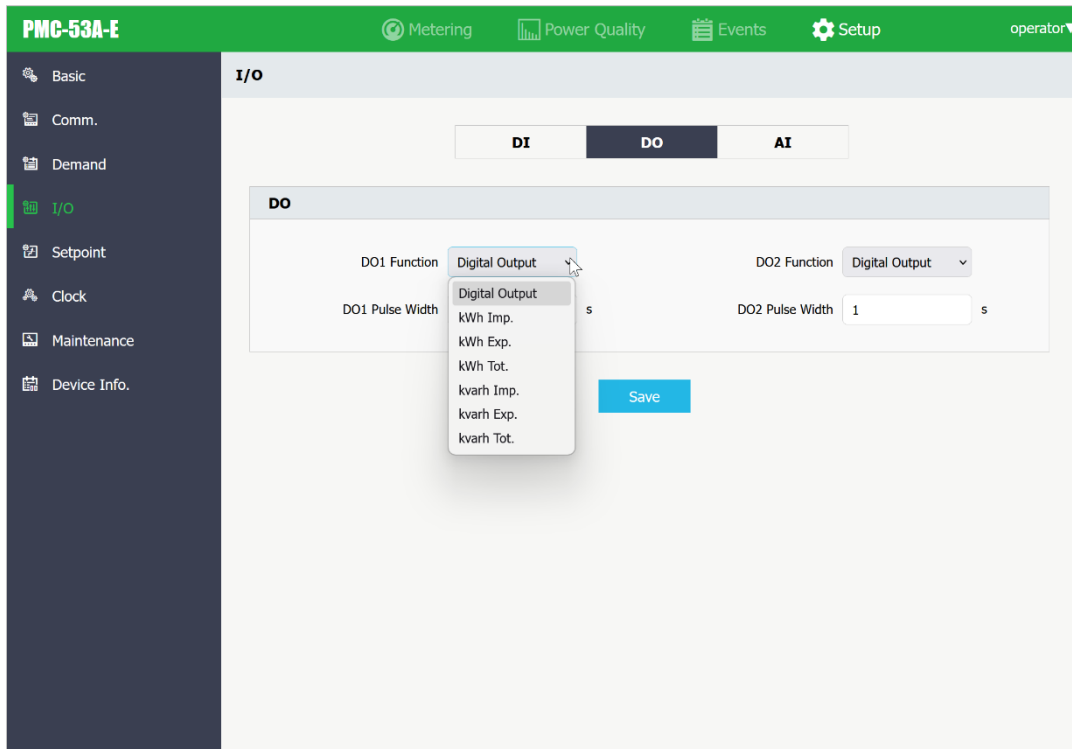 PMC-53A-E
Metering
Power Quality
Events
Setup
operator
Basic
Comm.
Demand
I/O
Setpoint
Clock
Maintenance
Device Info.
I/O
DI
DO
AI
DO
DO1 Function
Digital Output
DO2 Function
Digital Output
DO1 Pulse Width
s
DO2 Pulse Width
1
s
Digital Output
kWh Imp.
kWh Exp.
kWh Tot.
kvarh Imp.
kvarh Exp.
kvarh Tot.
Save